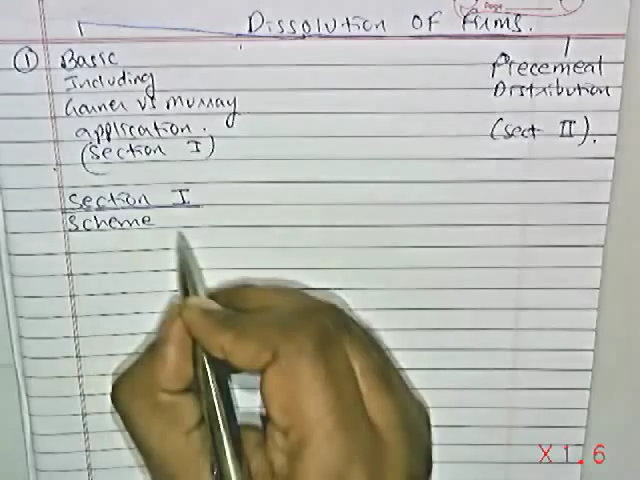 Page
Dissolution of Firms.
① Basic
Including
Garner vs Murray
application.
(Section I)
Piecemeal
Distribution
(Sect II).
Section I
Scheme
X1.6